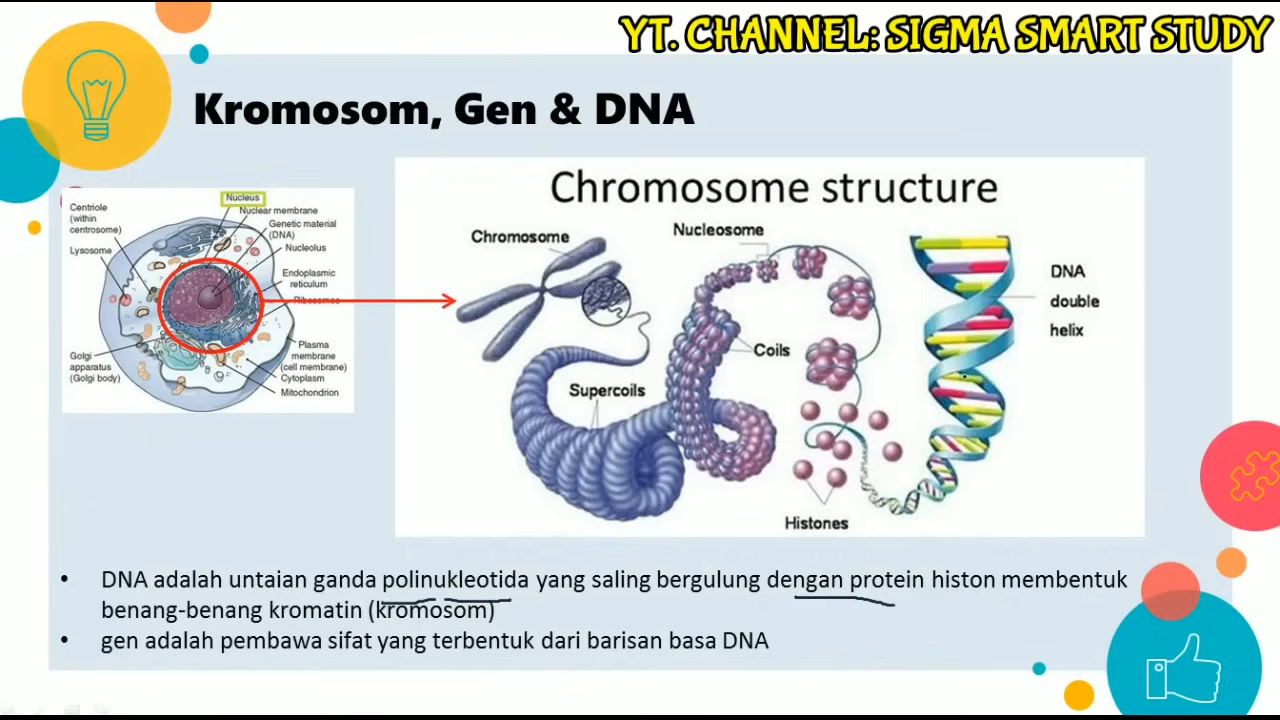 YT. CHANNEL: SIGMA SMART STUDY
Kromosom, Gen & DNA
Nucleus
Nuclear membrane
Genetic material
(DNA)
Nucleolus
Endoplasmic
reticulum
Ribosomes
Plasma
membrane
(cell membrane)
Cytoplasm
Mitochondrion
Centriole
(within
centrosome)
Lysosome
Golgi
apparatus
(Golgi body)
Chromosome structure
Chromosome
Nucleosome
Supercoils
Coils
Histones
DNA
double
helix
• DNA adalah untaian ganda polinukleotida yang saling bergulung dengan protein histon membentuk
benang-benang kromatin (kromosom)
• gen adalah pembawa sifat yang terbentuk dari barisan basa DNA